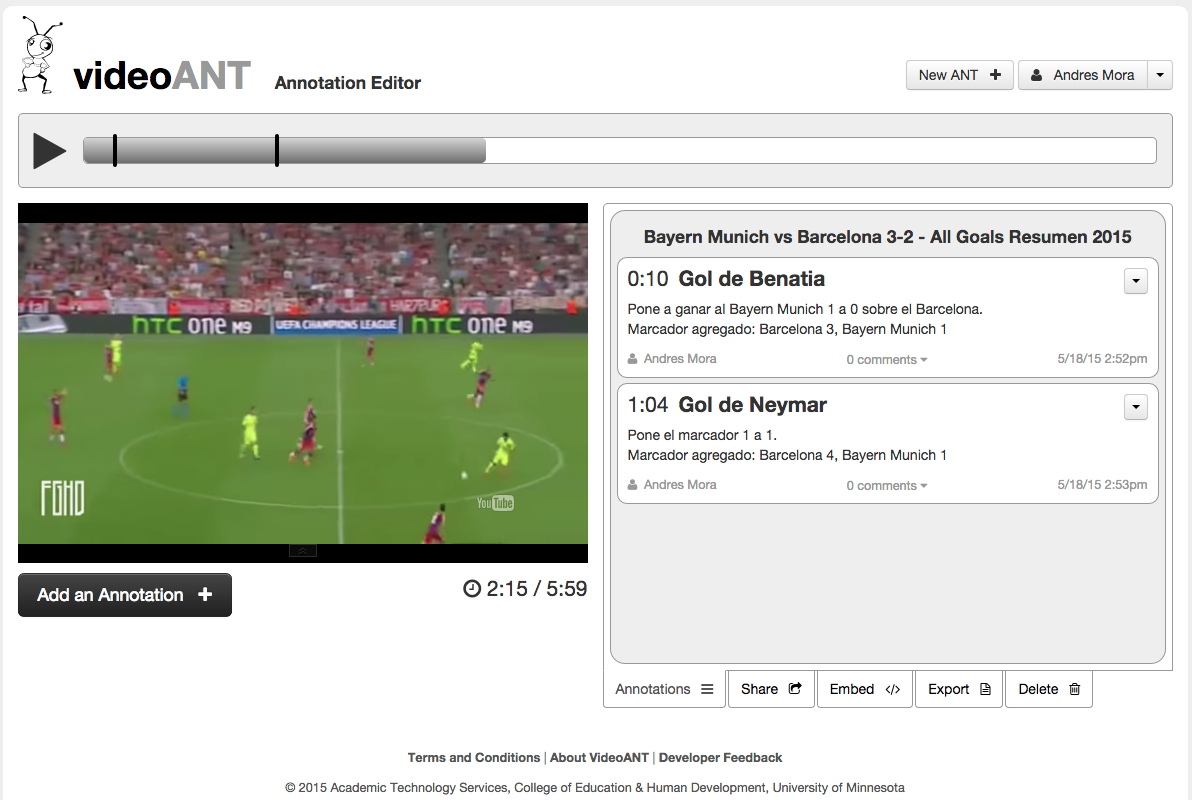 videoANT Annotation Editor
New ANT
Andres Mora
htc one M9 UEFA CHAMPIONS LEAGUE htc one M9
FGHD
YouTube
Add an Annotation
2:15 / 5:59
Bayern Munich vs Barcelona 3-2 - All Goals Resumen 2015
0:10 Gol de Benatia
Pone a ganar al Bayern Munich 1 a 0 sobre el Barcelona.
Marcador agregado: Barcelona 3, Bayern Munich 1
Andres Mora 0 comments 5/18/15 2:52pm
1:04 Gol de Neymar
Pone el marcador 1 a 1.
Marcador agregado: Barcelona 4, Bayern Munich 1
Andres Mora 0 comments 5/18/15 2:53pm
Annotations Share Embed </> Export Delete
Terms and Conditions | About VideoANT | Developer Feedback
© 2015 Academic Technology Services, College of Education & Human Development, University of Minnesota